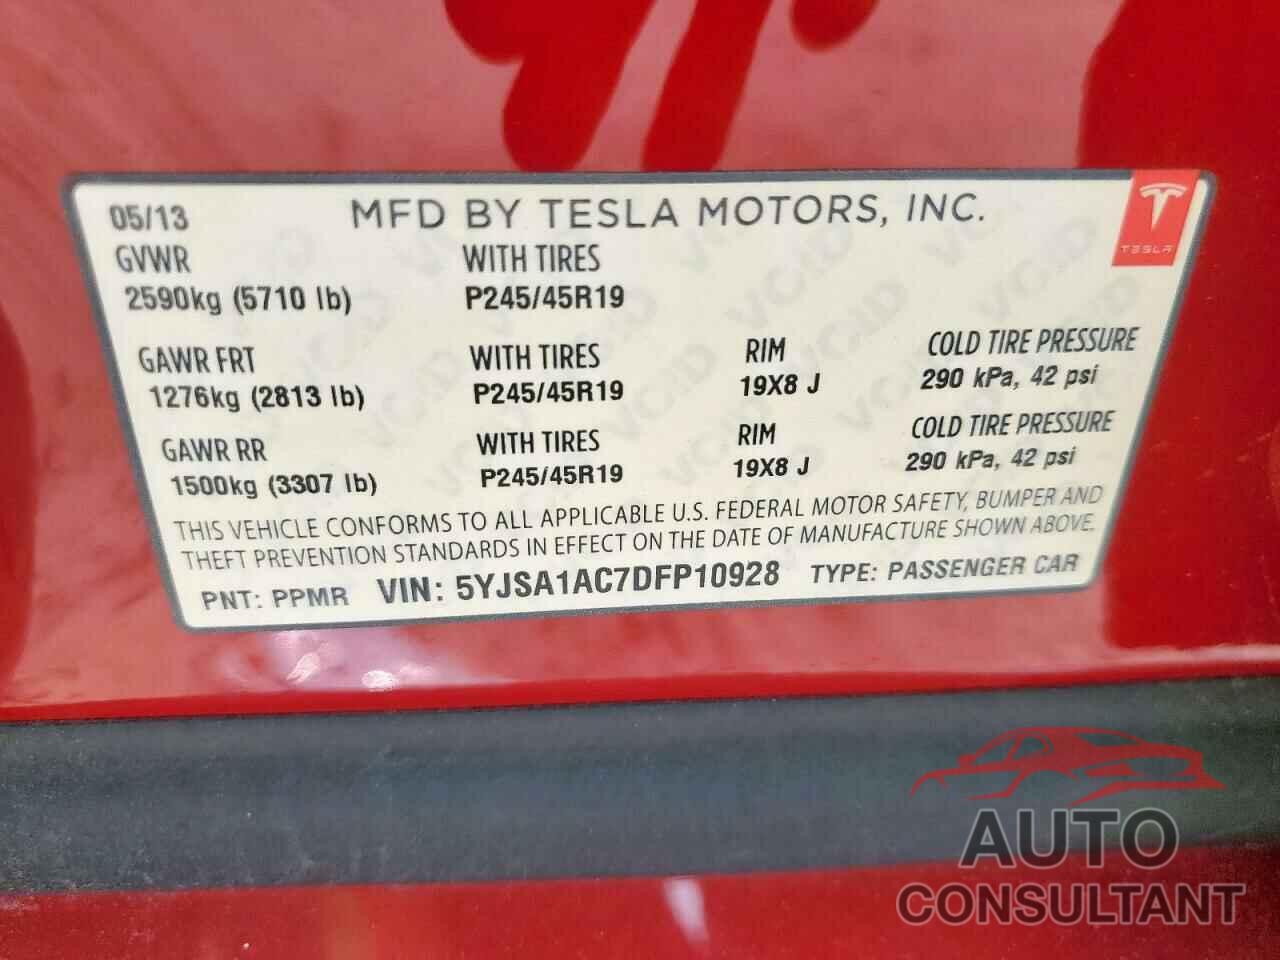 05/13 MFD BY TESLA MOTORS, INC.
TESLA
GVWR WITH TIRES
2590kg (5710 lb) P245/45R19
GAWR FRT WITH TIRES RIM COLD TIRE PRESSURE
1276kg (2813 lb) P245/45R19 19X8 J 290 kPa, 42 psi
GAWR RR WITH TIRES RIM COLD TIRE PRESSURE
1500kg (3307 lb) P245/45R19 19X8 J 290 kPa, 42 psi
THIS VEHICLE CONFORMS TO ALL APPLICABLE U.S. FEDERAL MOTOR SAFETY, BUMPER AND
THEFT PREVENTION STANDARDS IN EFFECT ON THE DATE OF MANUFACTURE SHOWN ABOVE.
PNT: PPMR VIN: 5YJSA1AC7DFP10928 TYPE: PASSENGER CAR
AUTO
CONSULTANT